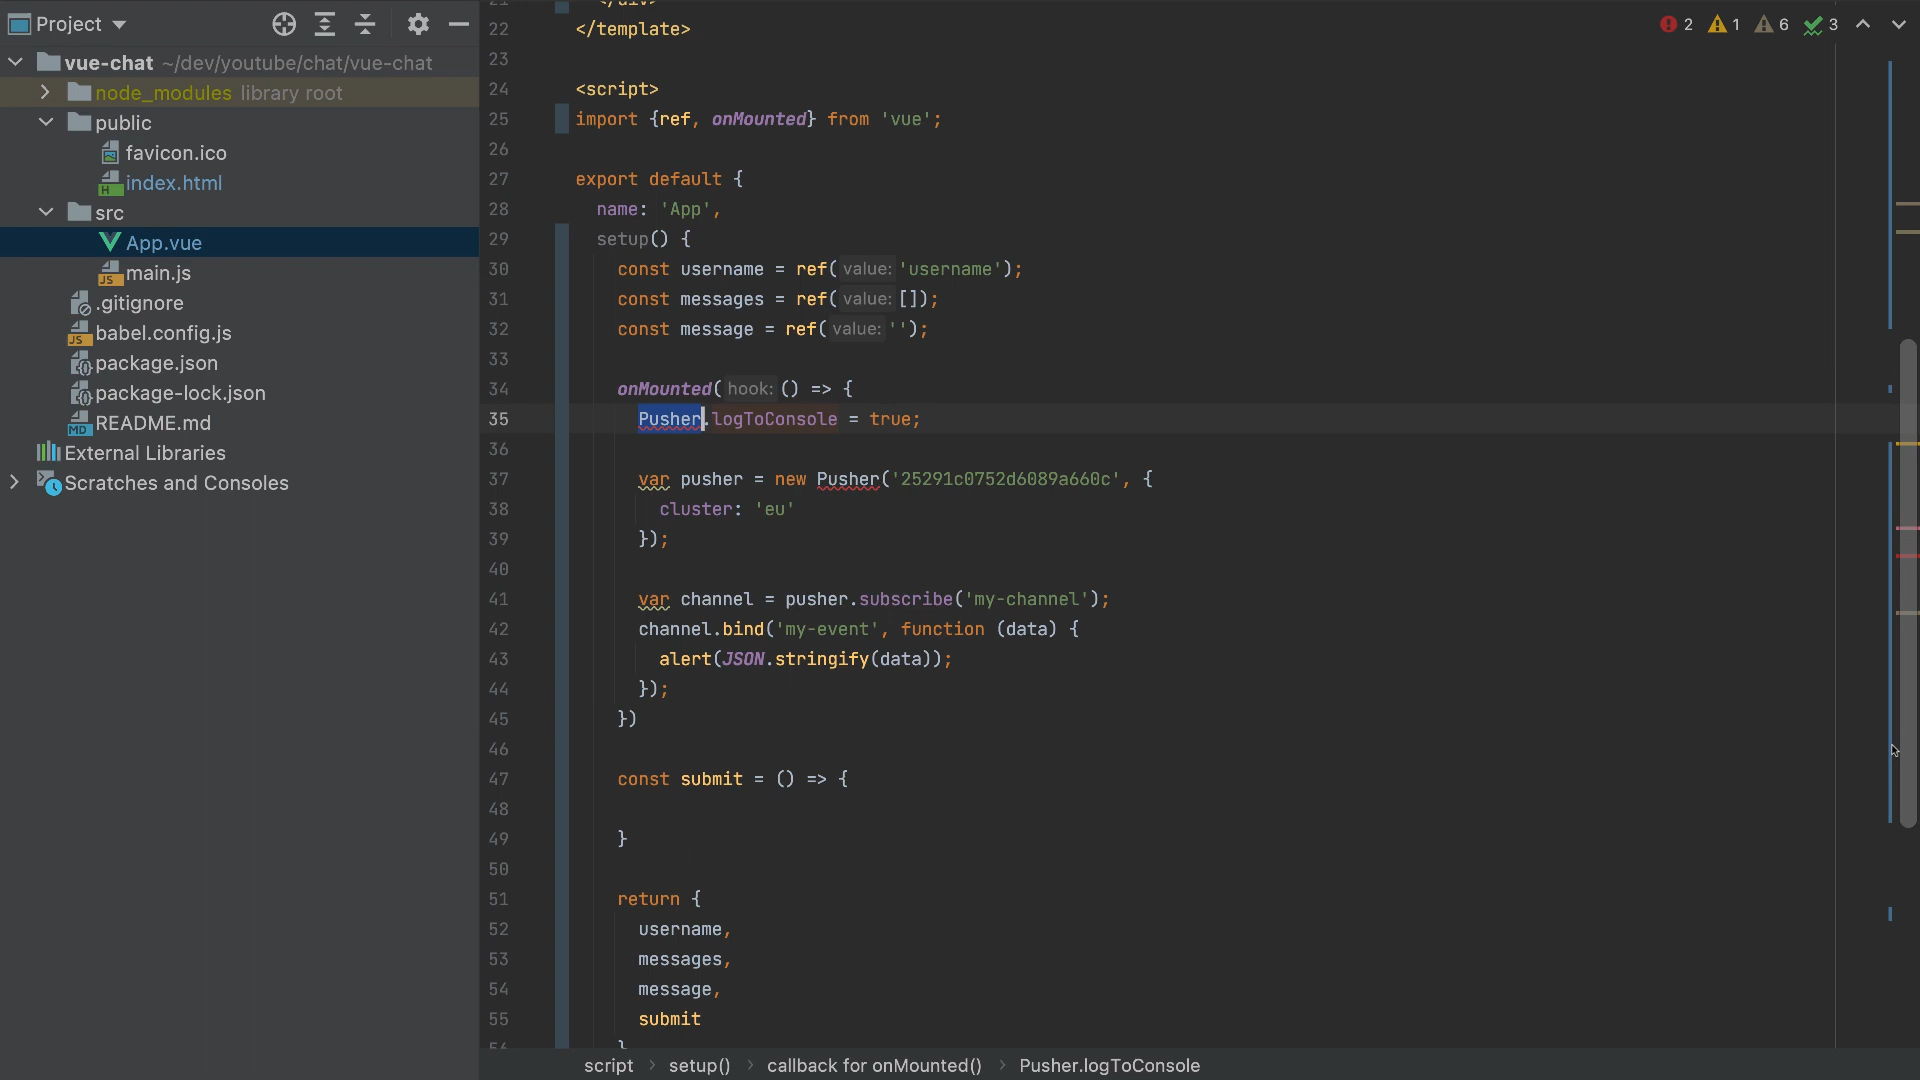 Project
vue-chat ~/dev/youtube/chat/vue-chat
node_modules library root
public
favicon.ico
index.html
src
App.vue
main.js
.gitignore
babel.config.js
package.json
package-lock.json
README.md
External Libraries
Scratches and Consoles
2 1 6 3
22 </template>
23
24 <script>
25 import {ref, onMounted} from 'vue';
26
27 export default {
28 name: 'App',
29 setup() {
30 const username = ref( value: 'username');
31 const messages = ref( value: []);
32 const message = ref( value: '');
33
34 onMounted( hook: () => {
35 Pusher.logToConsole = true;
36
37 var pusher = new Pusher('25291c0752d6089a660c', {
38 cluster: 'eu'
39 });
40
41 var channel = pusher.subscribe('my-channel');
42 channel.bind('my-event', function (data) {
43 alert(JSON.stringify(data));
44 });
45 })
46
47 const submit = () => {
48
49 }
50
51 return {
52 username,
53 messages,
54 message,
55 submit
script > setup() > callback for onMounted() > Pusher.logToConsole